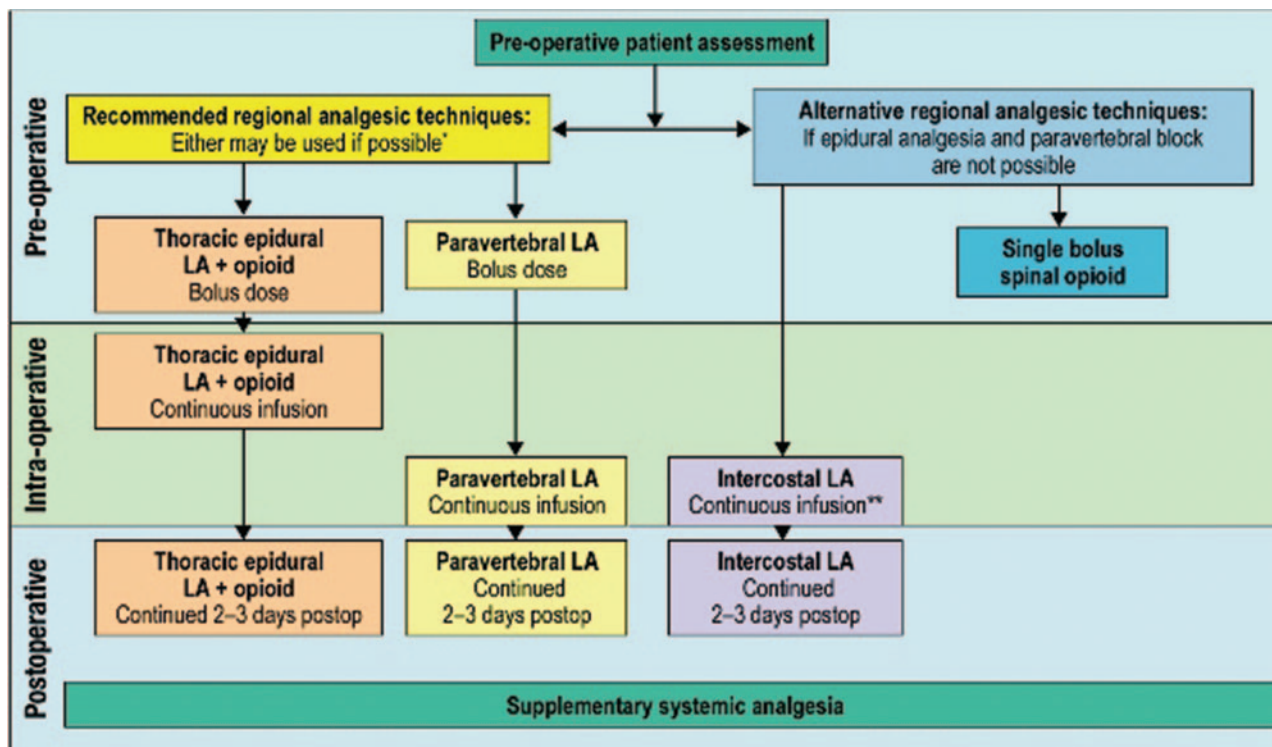 Pre-operative patient assessment
Pre-operative
Recommended regional analgesic techniques:
Either may be used if possible*
Alternative regional analgesic techniques:
If epidural analgesia and paravertebral block
are not possible
Thoracic epidural
LA + opioid
Bolus dose
Paravertebral LA
Bolus dose
Single bolus
spinal opioid
Intra-operative
Thoracic epidural
LA + opioid
Continuous infusion
Paravertebral LA
Continuous infusion
Intercostal LA
Continuous infusion**
Postoperative
Thoracic epidural
LA + opioid
Continued 2–3 days postop
Paravertebral LA
Continued
2–3 days postop
Intercostal LA
Continued
2–3 days postop
Supplementary systemic analgesia